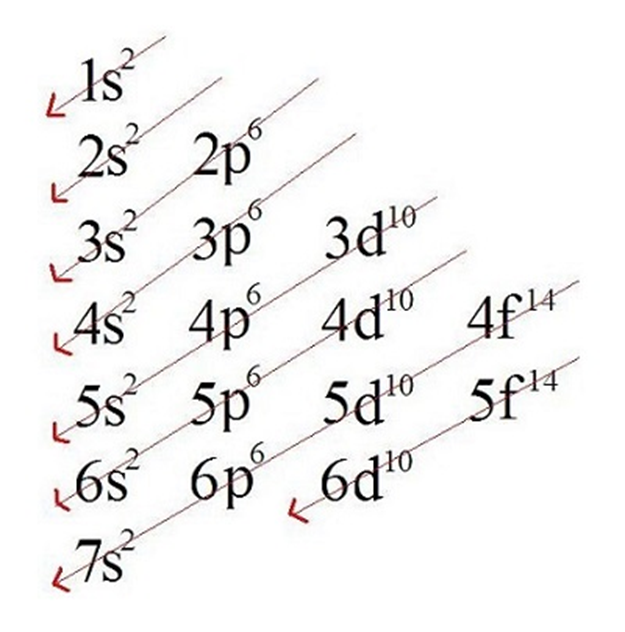 1s²
2s² 2p⁶
3s² 3p⁶ 3d¹⁰
4s² 4p⁶ 4d¹⁰ 4f¹⁴
5s² 5p⁶ 5d¹⁰ 5f¹⁴
6s² 6p⁶ 6d¹⁰
7s²